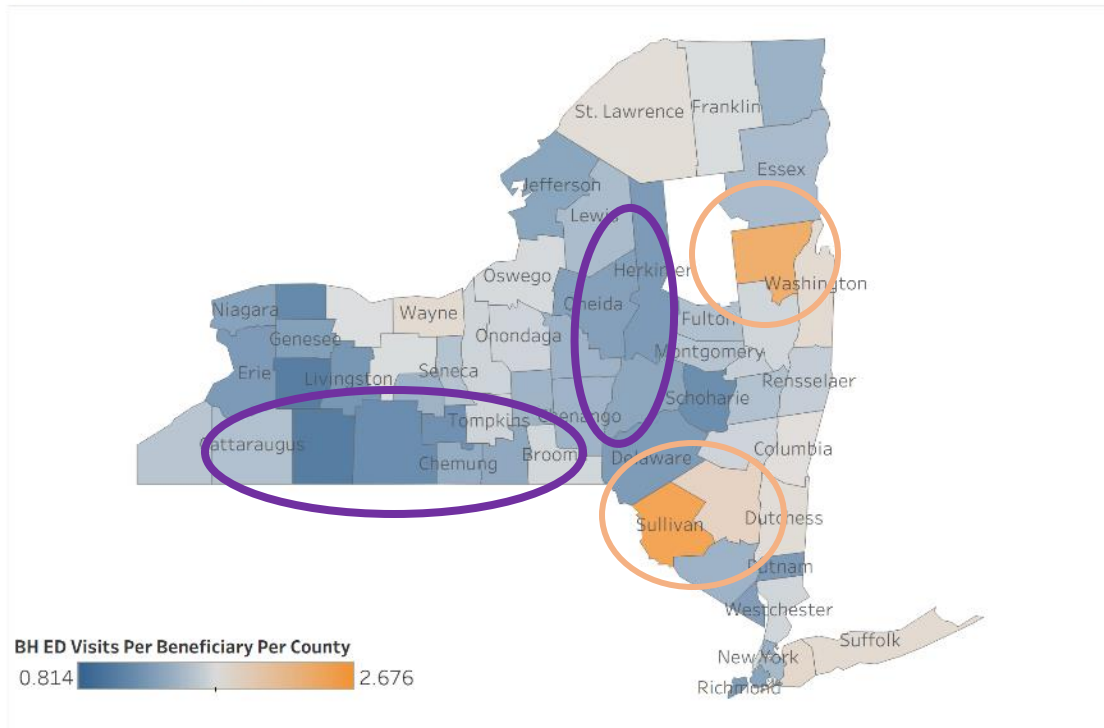 St. Lawrence
Franklin
Essex
Jefferson
Lewis
Herkimer
Oswego
Oneida
Washington
Niagara
Wayne
Fulton
Genesee
Onondaga
Montgomery
Erie
Livingston
Seneca
Rensselaer
Schoharie
Cattaraugus
Tompkins
Chenango
Columbia
Broom
Delaware
Chemung
Sullivan
Dutchess
Putnam
Westchester
Suffolk
New York
Richmond
BH ED Visits Per Beneficiary Per County
0.814 2.676